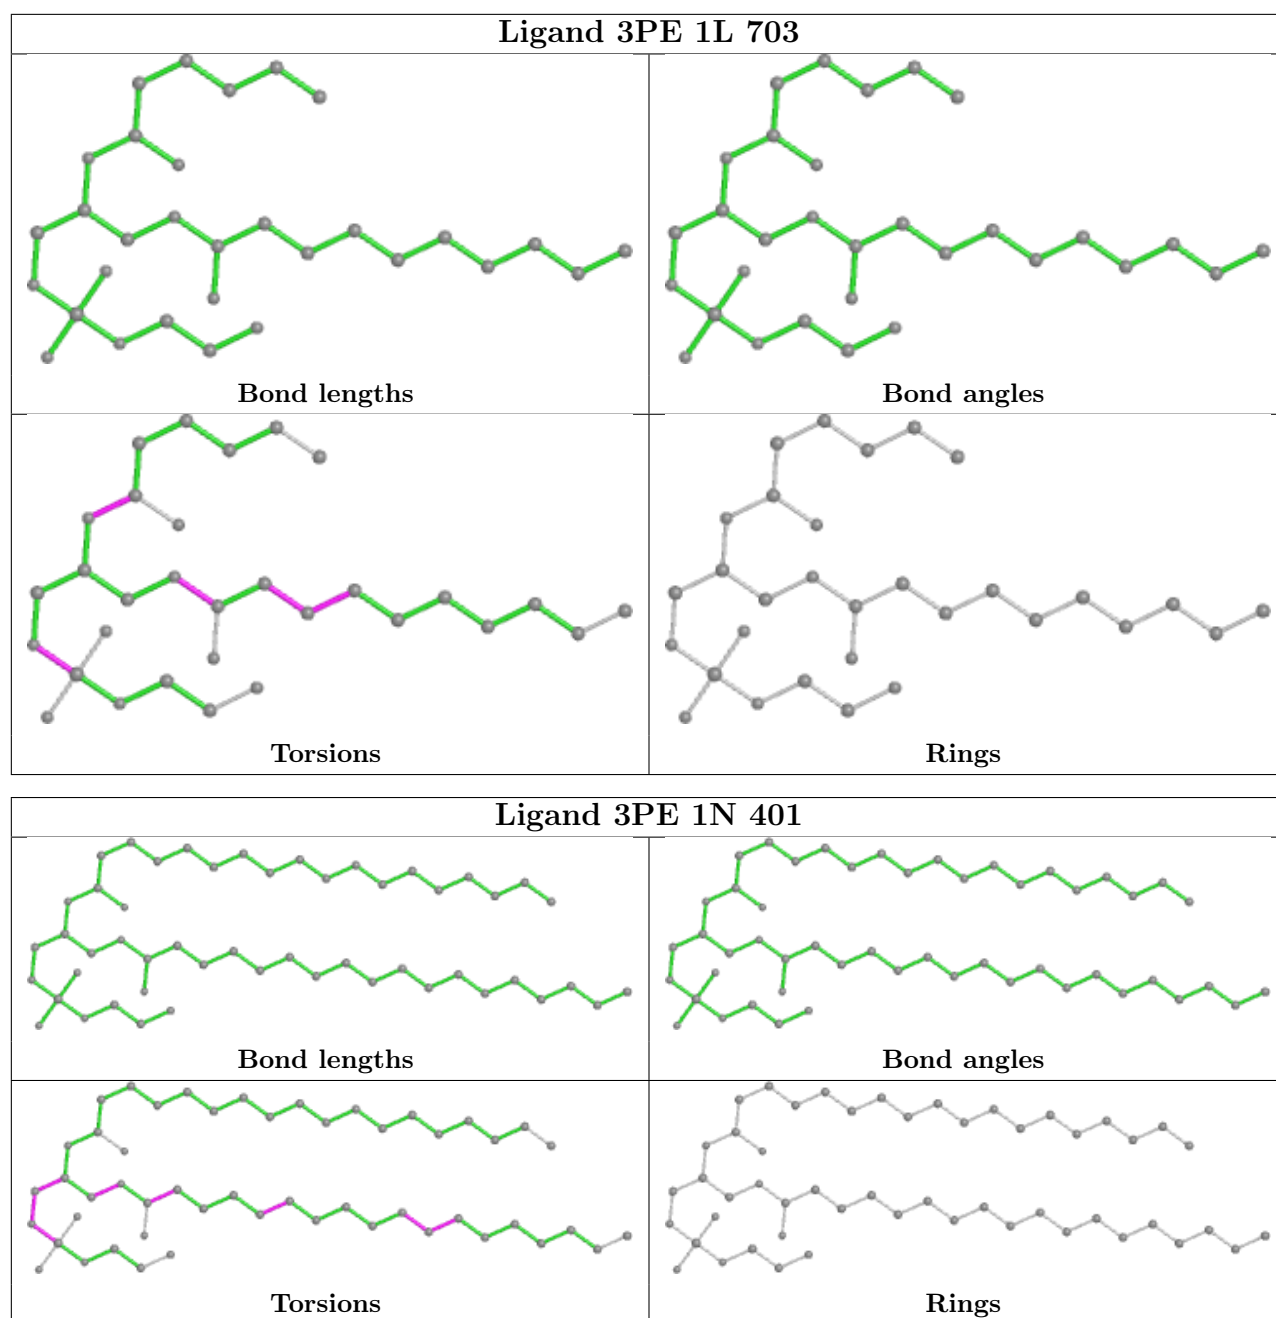 Ligand 3PE 1L 703
Bond lengths
Bond angles
Torsions
Rings
Ligand 3PE 1N 401
Bond lengths
Bond angles
Torsions
Rings